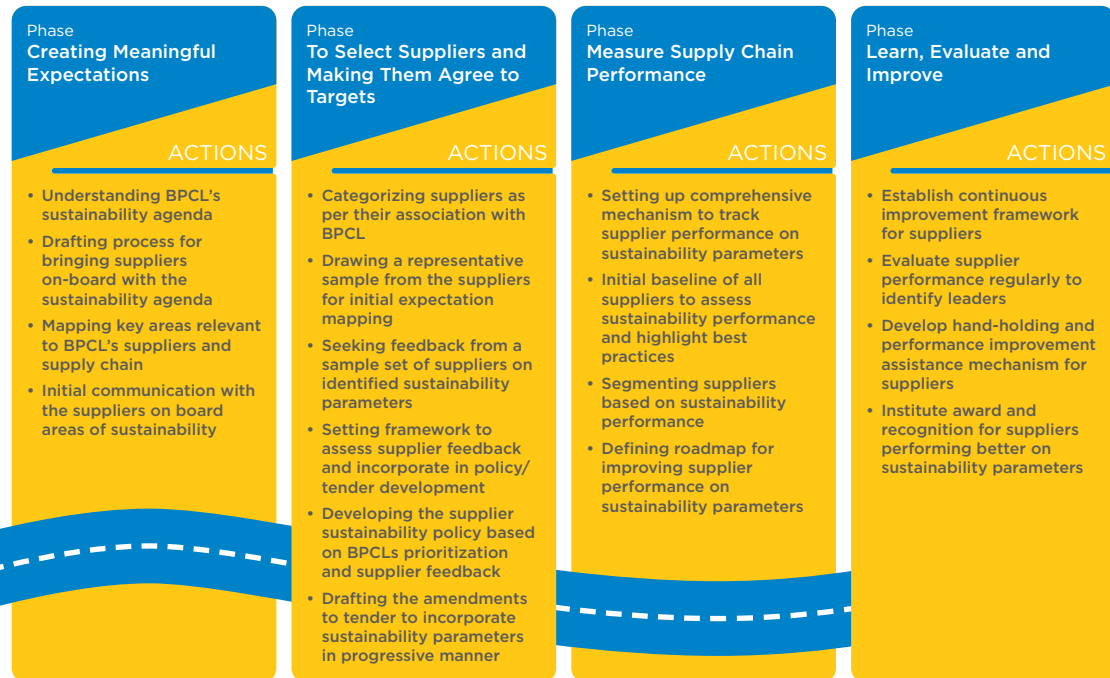 Phase
Creating Meaningful
Expectations
ACTIONS
• Understanding BPCL's
sustainability agenda
• Drafting process for
bringing suppliers
on-board with the
sustainability agenda
• Mapping key areas relevant
to BPCL's suppliers and
supply chain
• Initial communication with
the suppliers on board
areas of sustainability
Phase
To Select Suppliers and
Making Them Agree to
Targets
ACTIONS
• Categorizing suppliers as
per their association with
BPCL
• Drawing a representative
sample from the suppliers
for initial expectation
mapping
• Seeking feedback from a
sample set of suppliers on
identified sustainability
parameters
• Setting framework to
assess supplier feedback
and incorporate in policy/
tender development
• Developing the supplier
sustainability policy based
on BPCLs prioritization
and supplier feedback
• Drafting the amendments
to tender to incorporate
sustainability parameters
in progressive manner
Phase
Measure Supply Chain
Performance
ACTIONS
• Setting up comprehensive
mechanism to track
supplier performance on
sustainability parameters
• Initial baseline of all
suppliers to assess
sustainability performance
and highlight best
practices
• Segmenting suppliers
based on sustainability
performance
• Defining roadmap for
improving supplier
performance on
sustainability parameters
Phase
Learn, Evaluate and
Improve
ACTIONS
• Establish continuous
improvement framework
for suppliers
• Evaluate supplier
performance regularly to
identify leaders
• Develop hand-holding and
performance improvement
assistance mechanism for
suppliers
• Institute award and
recognition for suppliers
performing better on
sustainability parameters